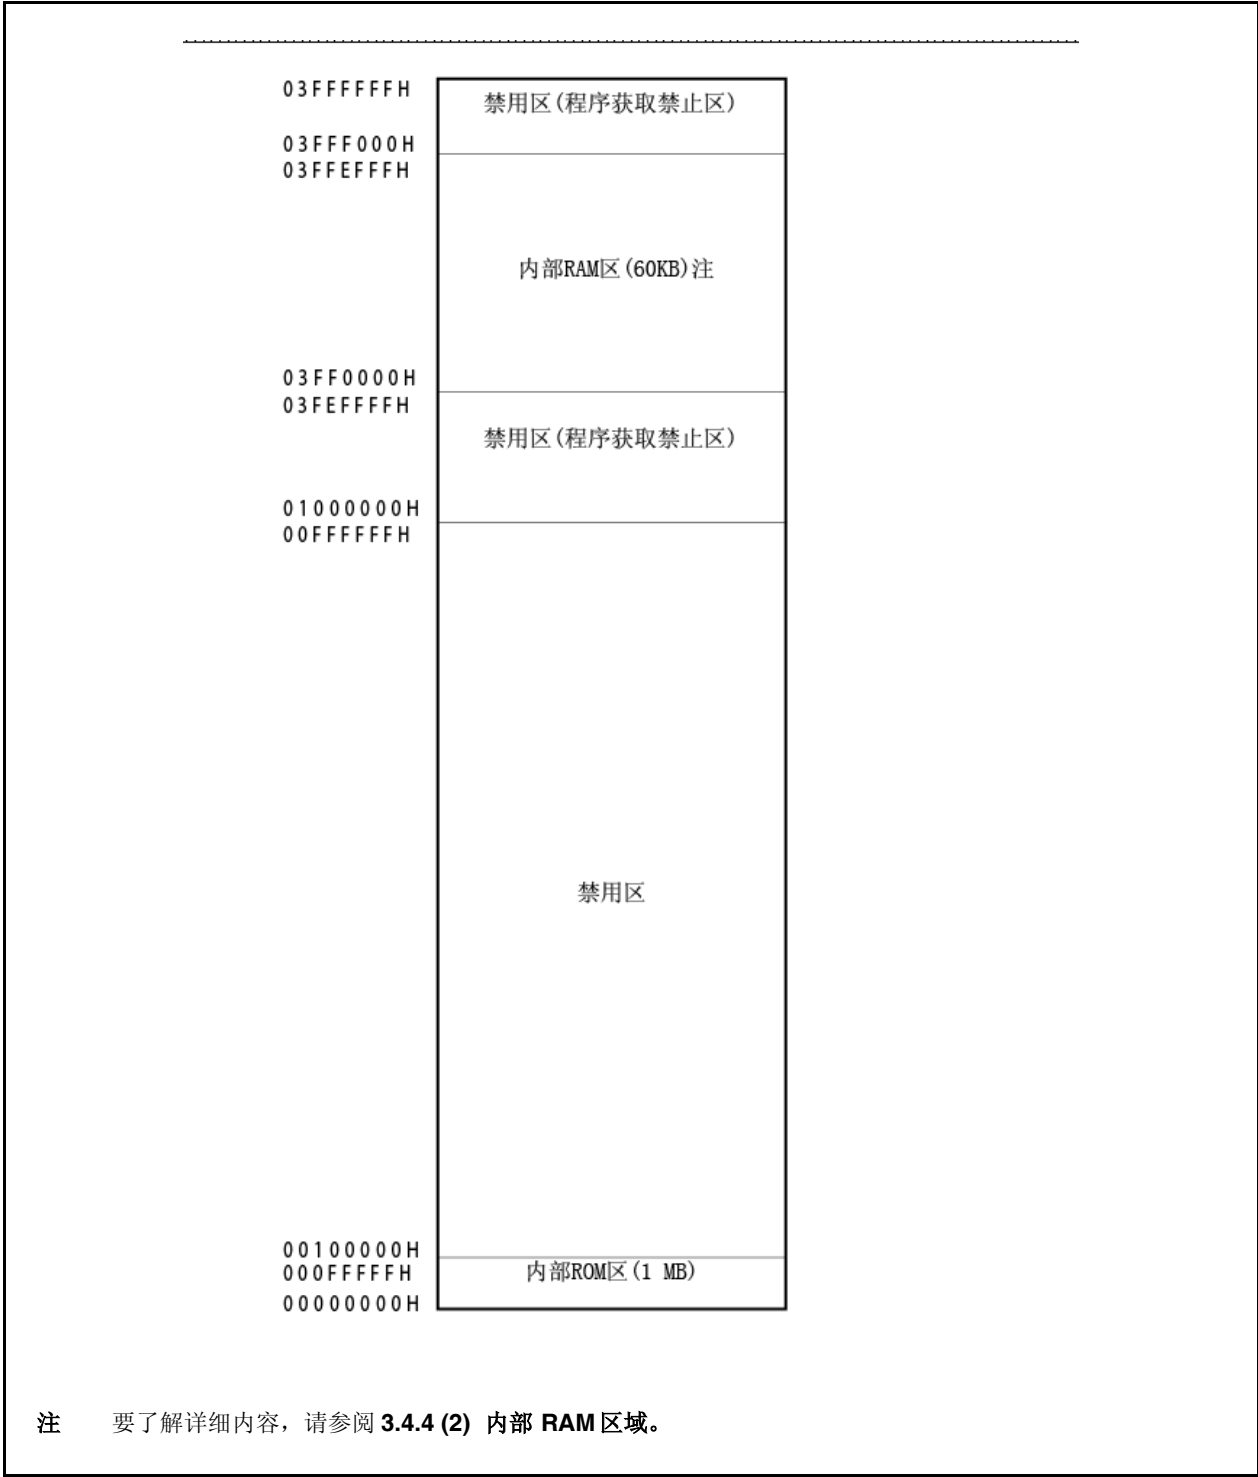 03FFFFFFH
禁用区(程序获取禁止区)
03FFF000H
03FFEFFFH
内部RAM区(60KB)注
03FF0000H
03FEFFFFH
禁用区(程序获取禁止区)
01000000H
00FFFFFFH
禁用区
00100000H
000FFFFFH
内部ROM区(1 MB)
00000000H
注 要了解详细内容，请参阅 3.4.4 (2) 内部 RAM 区域。